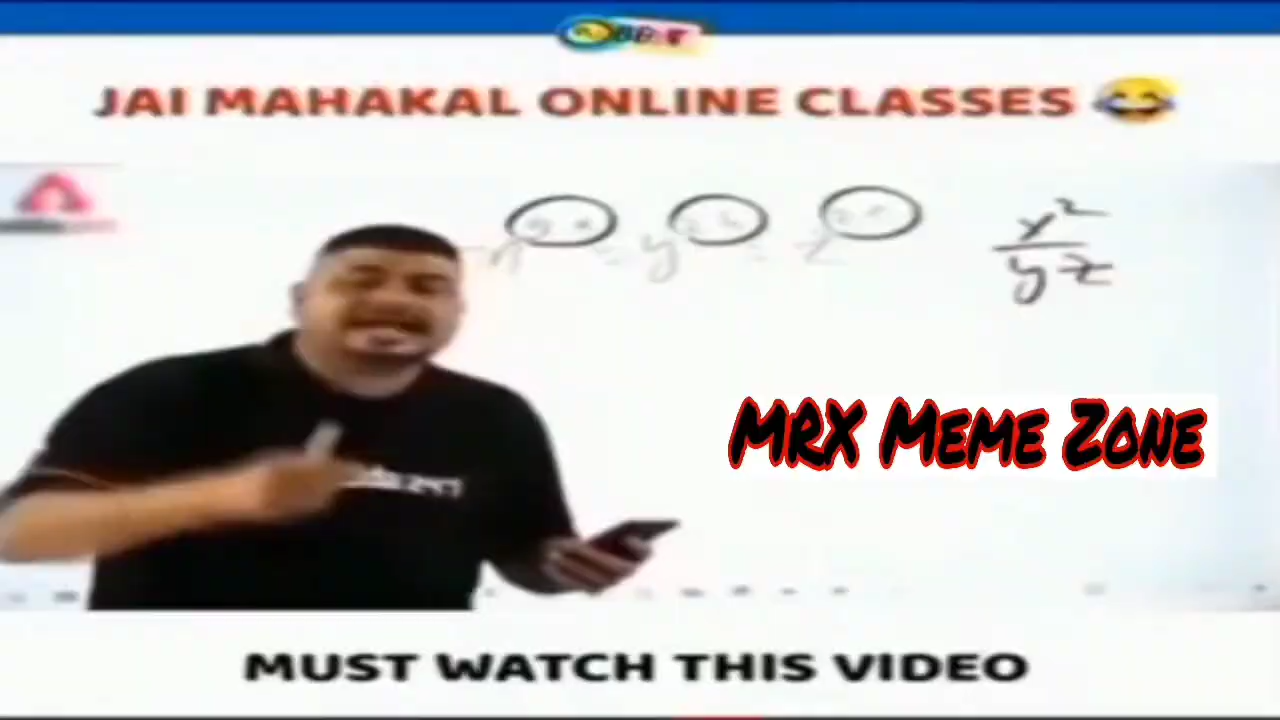 JAI MAHAKAL ONLINE CLASSES 😂
x²
yz
MRX MEME ZONE
MUST WATCH THIS VIDEO